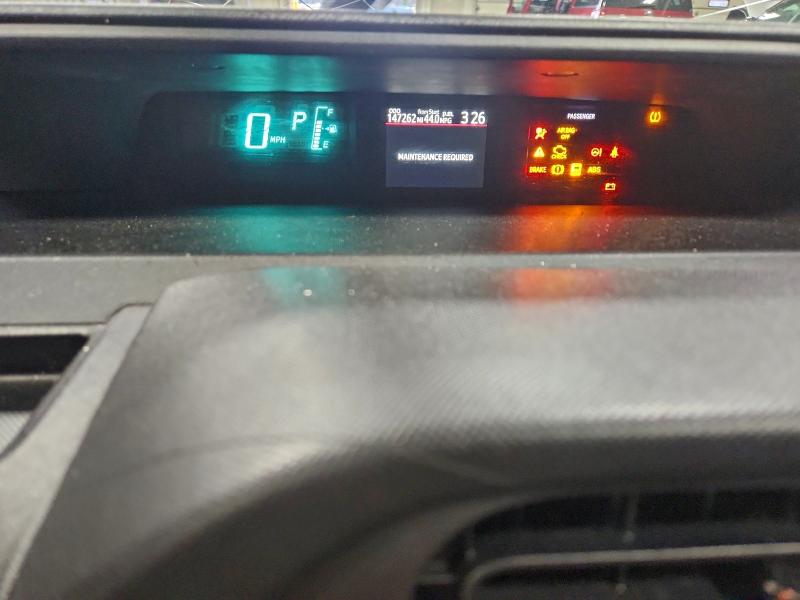 0 MPH
P
F
E
ODO from Start p.m.
147262 MI 44.0 MPG 3 26
MAINTENANCE REQUIRED
PASSENGER
AIRBAG
OFF
CHECK
BRAKE
ABS